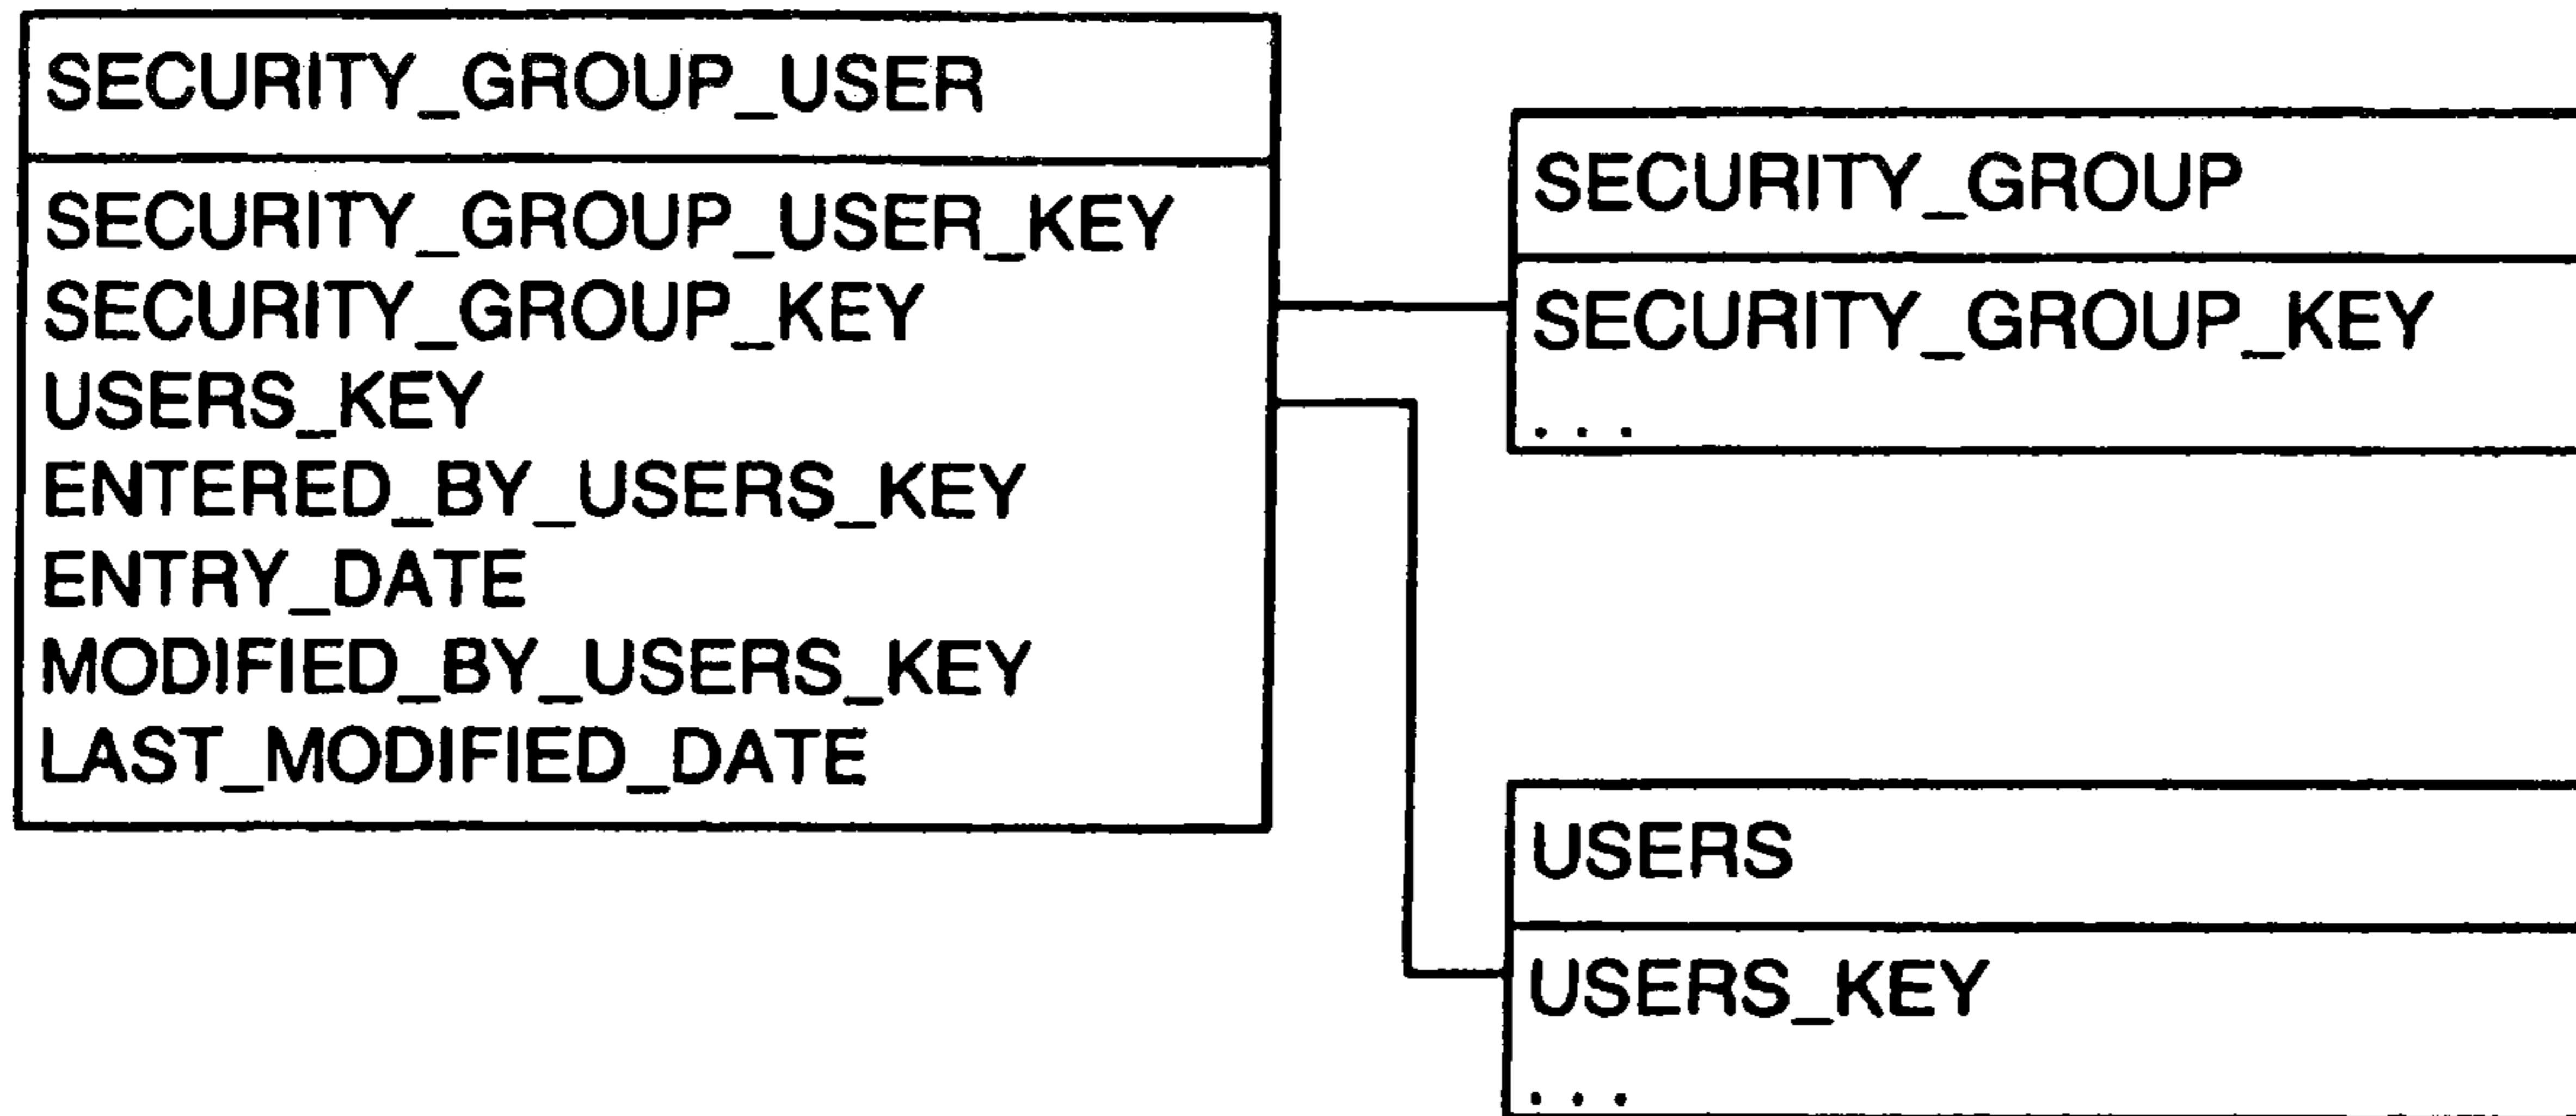 SECURITY_GROUP_USER
SECURITY_GROUP_USER_KEY
SECURITY_GROUP_KEY
USERS_KEY
ENTERED_BY_USERS_KEY
ENTRY_DATE
MODIFIED_BY_USERS_KEY
LAST_MODIFIED_DATE
SECURITY_GROUP
SECURITY_GROUP_KEY
. . .
USERS
USERS_KEY
. . .